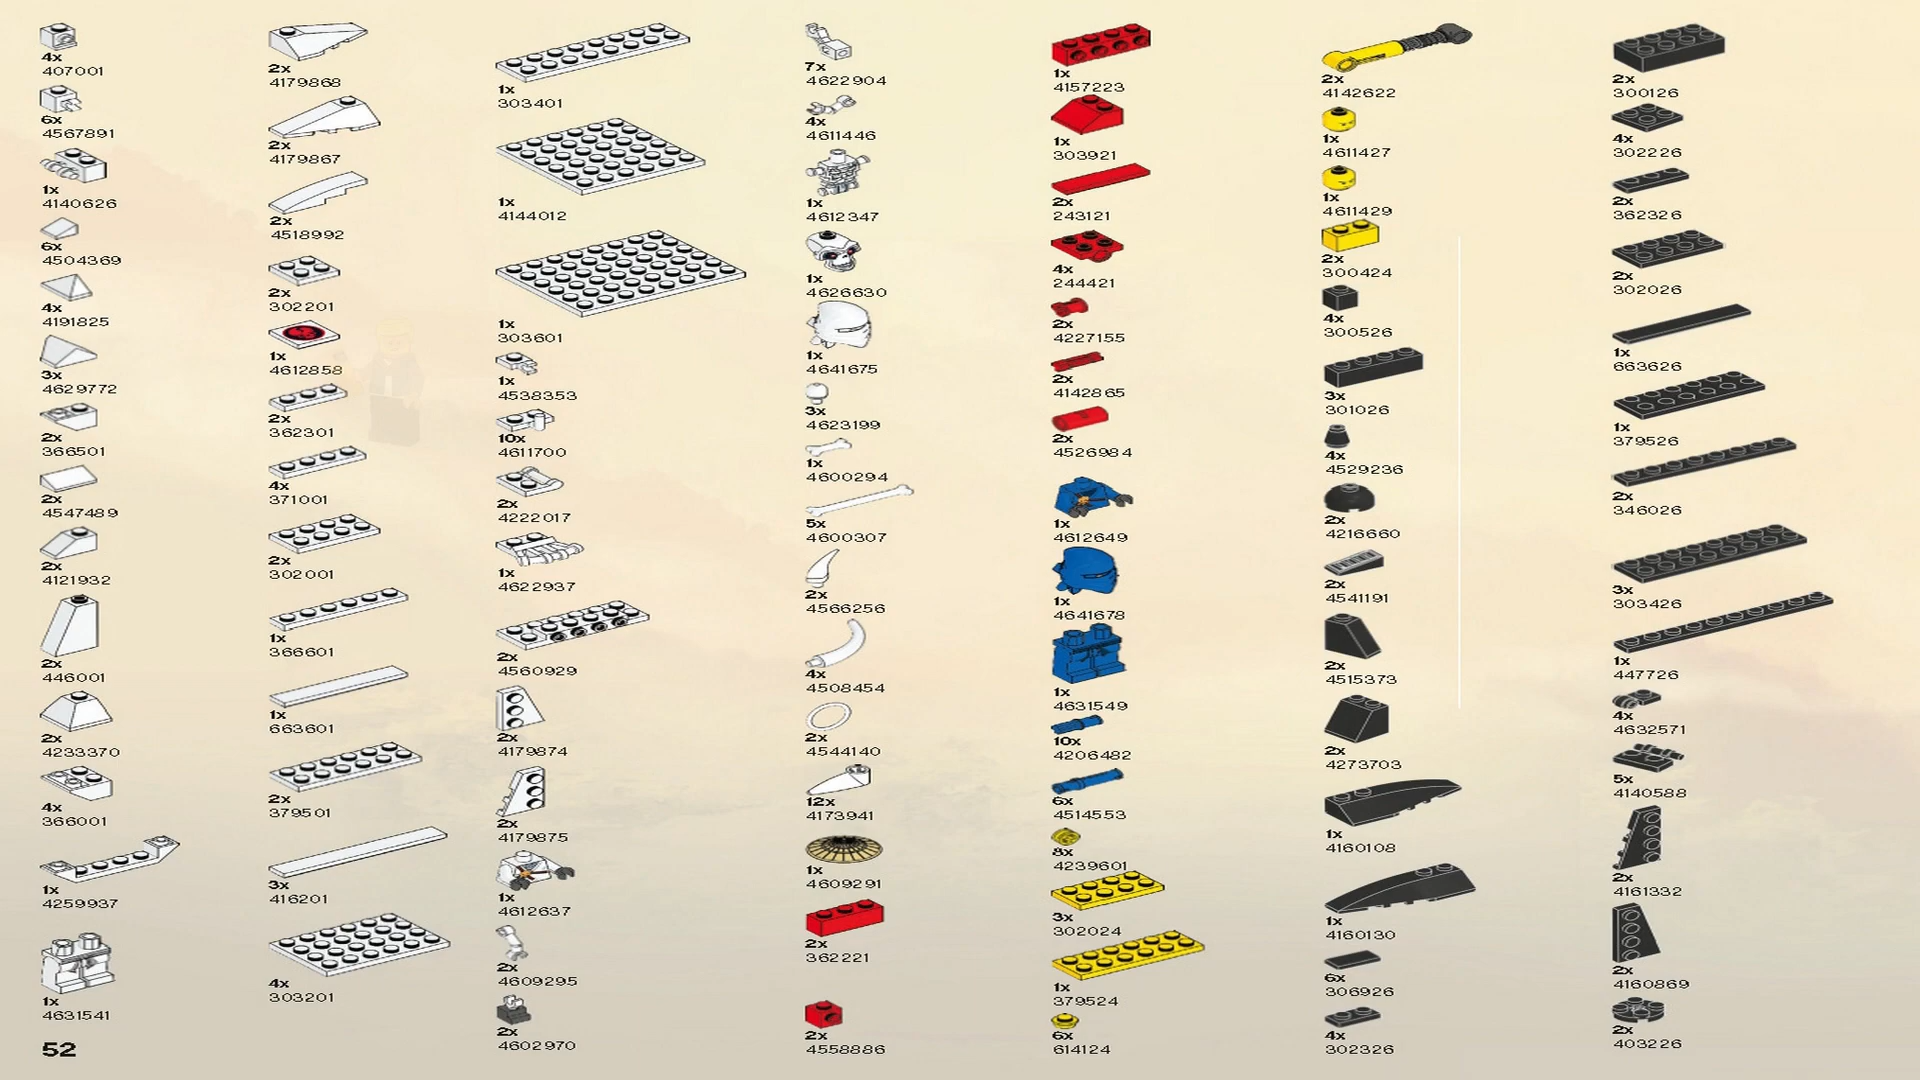 4x
407001
6x
4567891
1x
4140626
6x
4504369
4x
4191825
3x
4629772
2x
366501
2x
4547489
2x
4121932
2x
446001
2x
4233370
4x
366001
1x
4259937
1x
4631541
2x
4179868
2x
4179867
2x
4518992
2x
302201
1x
4612858
2x
362301
4x
371001
2x
302001
1x
366601
1x
663601
2x
379501
3x
416201
4x
303201
1x
303401
1x
4144012
1x
303601
1x
4538353
10x
4611700
2x
4222017
1x
4622937
2x
4560929
2x
4179874
2x
4179875
1x
4612637
2x
4609295
2x
4602970
7x
4622904
4x
4611446
1x
4612347
1x
4626630
1x
4641675
3x
4623199
1x
4600294
5x
4600307
2x
4566256
4x
4508454
2x
4544140
12x
4173941
1x
4609291
2x
362221
2x
4558886
1x
4157223
1x
303921
2x
243121
4x
244421
2x
4227155
2x
4142865
2x
4526984
1x
4612649
1x
4641678
1x
4631549
10x
4206482
6x
4514553
8x
4239601
3x
302024
1x
379524
6x
614124
2x
4142622
1x
4611427
1x
4611429
2x
300424
4x
300526
3x
301026
4x
4529236
2x
4216660
2x
4541191
2x
4515373
2x
4273703
1x
4160108
1x
4160130
6x
306926
4x
302326
2x
300126
4x
302226
2x
362326
2x
302026
1x
663626
1x
379526
2x
346026
3x
303426
1x
447726
4x
4632571
5x
4140588
2x
4161332
2x
4160869
2x
403226
52